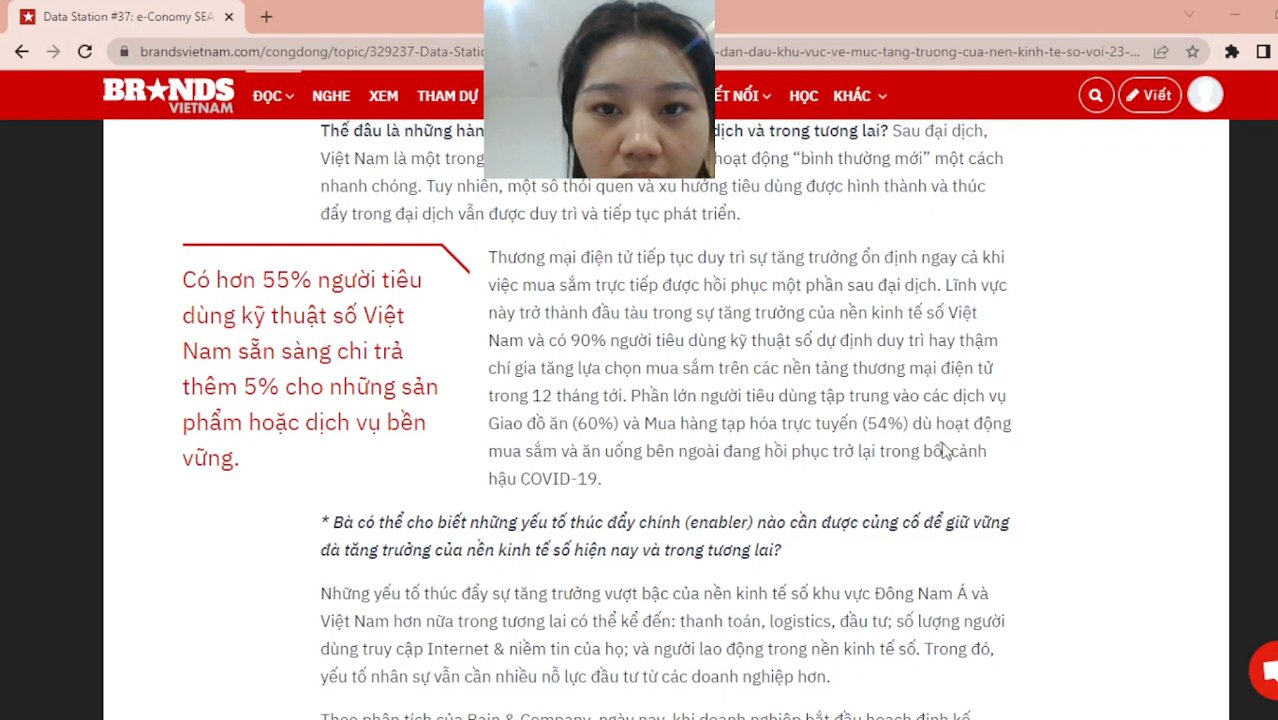 Data Station #37: e-Conomy SEA
brandsvietnam.com/congdong/topic/329237-Data-Stati
-dan-dau-khu-vuc-ve-muc-tang-truong-cua-nen-kinh-te-so-voi-23-...
BRANDS
VIETNAM
ĐỌC
NGHE
XEM
THAM DỰ
ẾT NỐI
HỌC
KHÁC
Viết
Thế đâu là những hàn
dịch và trong tương lai? Sau đại dịch,
Việt Nam là một trong
hoạt động “bình thường mới” một cách
nhanh chóng. Tuy nhiên, một số thói quen và xu hướng tiêu dùng được hình thành và thúc
đẩy trong đại dịch vẫn được duy trì và tiếp tục phát triển.
Có hơn 55% người tiêu
dùng kỹ thuật số Việt
Nam sẵn sàng chi trả
thêm 5% cho những sản
phẩm hoặc dịch vụ bền
vững.
Thương mại điện tử tiếp tục duy trì sự tăng trưởng ổn định ngay cả khi
việc mua sắm trực tiếp được hồi phục một phần sau đại dịch. Lĩnh vực
này trở thành đầu tàu trong sự tăng trưởng của nền kinh tế số Việt
Nam và có 90% người tiêu dùng kỹ thuật số dự định duy trì hay thậm
chí gia tăng lựa chọn mua sắm trên các nền tảng thương mại điện tử
trong 12 tháng tới. Phần lớn người tiêu dùng tập trung vào các dịch vụ
Giao đồ ăn (60%) và Mua hàng tạp hóa trực tuyến (54%) dù hoạt động
mua sắm và ăn uống bên ngoài đang hồi phục trở lại trong bối cảnh
hậu COVID-19.
* Bà có thể cho biết những yếu tố thúc đẩy chính (enabler) nào cần được củng cố để giữ vững
đà tăng trưởng của nền kinh tế số hiện nay và trong tương lai?
Những yếu tố thúc đẩy sự tăng trưởng vượt bậc của nền kinh tế số khu vực Đông Nam Á và
Việt Nam hơn nữa trong tương lai có thể kể đến: thanh toán, logistics, đầu tư; số lượng người
dùng truy cập Internet & niềm tin của họ; và người lao động trong nền kinh tế số. Trong đó,
yếu tố nhân sự vẫn cần nhiều nỗ lực đầu tư từ các doanh nghiệp hơn.
Theo phân tích của Bain & Company, ngày nay, khi doanh nghiệp bắt đầu hoạch định kế